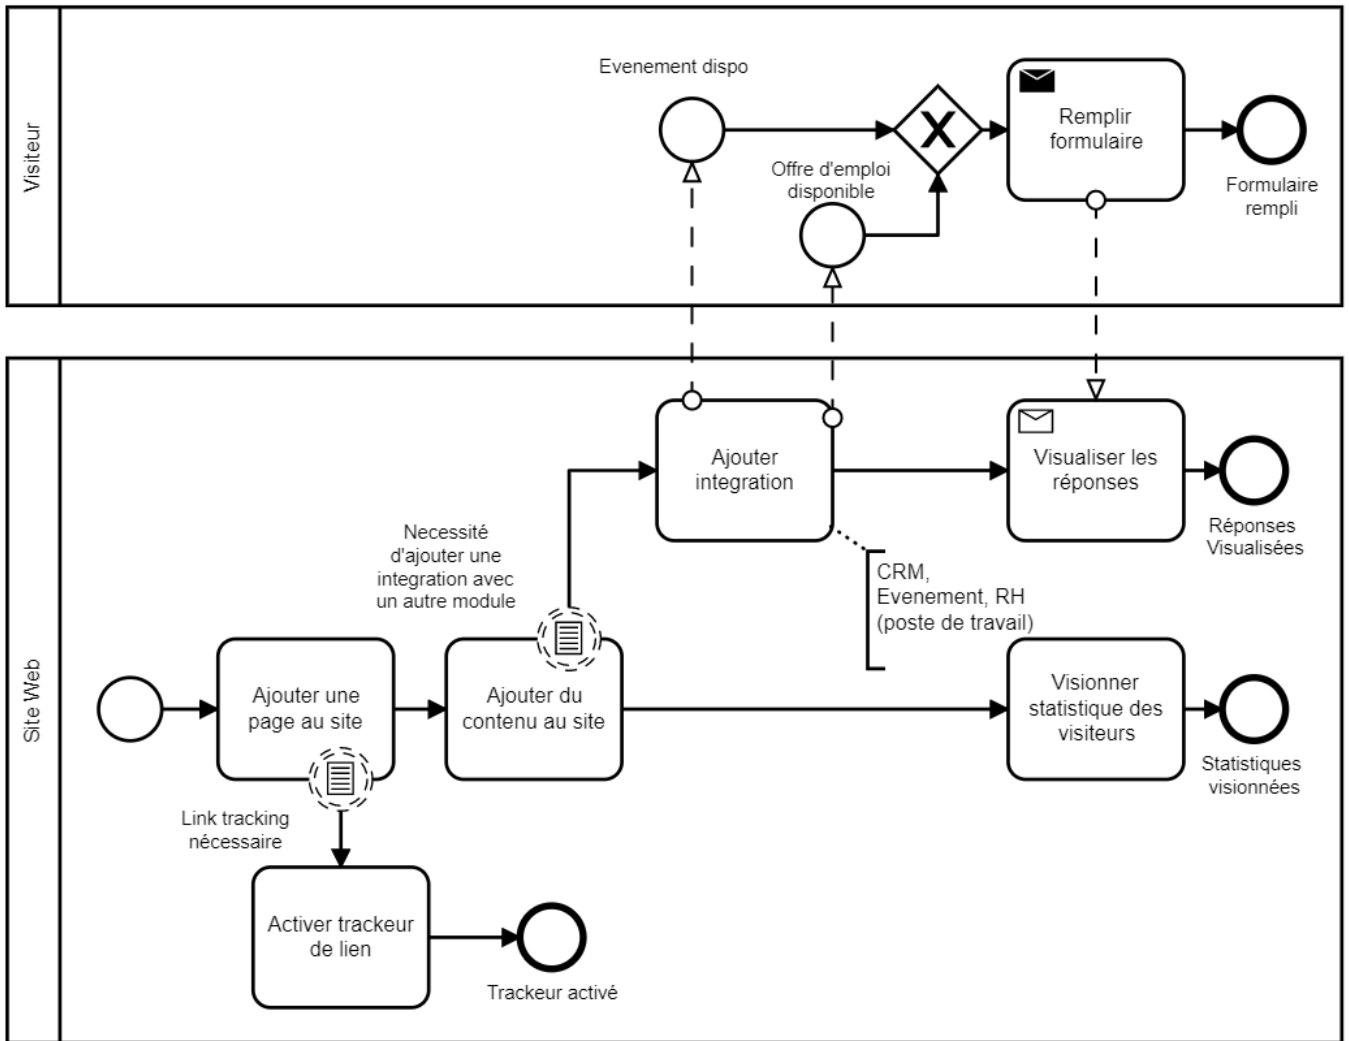 Visiteur
Evenement dispo
Offre d'emploi
disponible
Remplir
formulaire
Formulaire
rempli
Site Web
Ajouter
integration
Visualiser les
réponses
Réponses
Visualisées
Necessité
d'ajouter une
integration avec
un autre module
CRM,
Evenement, RH
(poste de travail)
Ajouter une
page au site
Ajouter du
contenu au site
Visionner
statistique des
visiteurs
Statistiques
visionnées
Link tracking
nécessaire
Activer trackeur
de lien
Trackeur activé